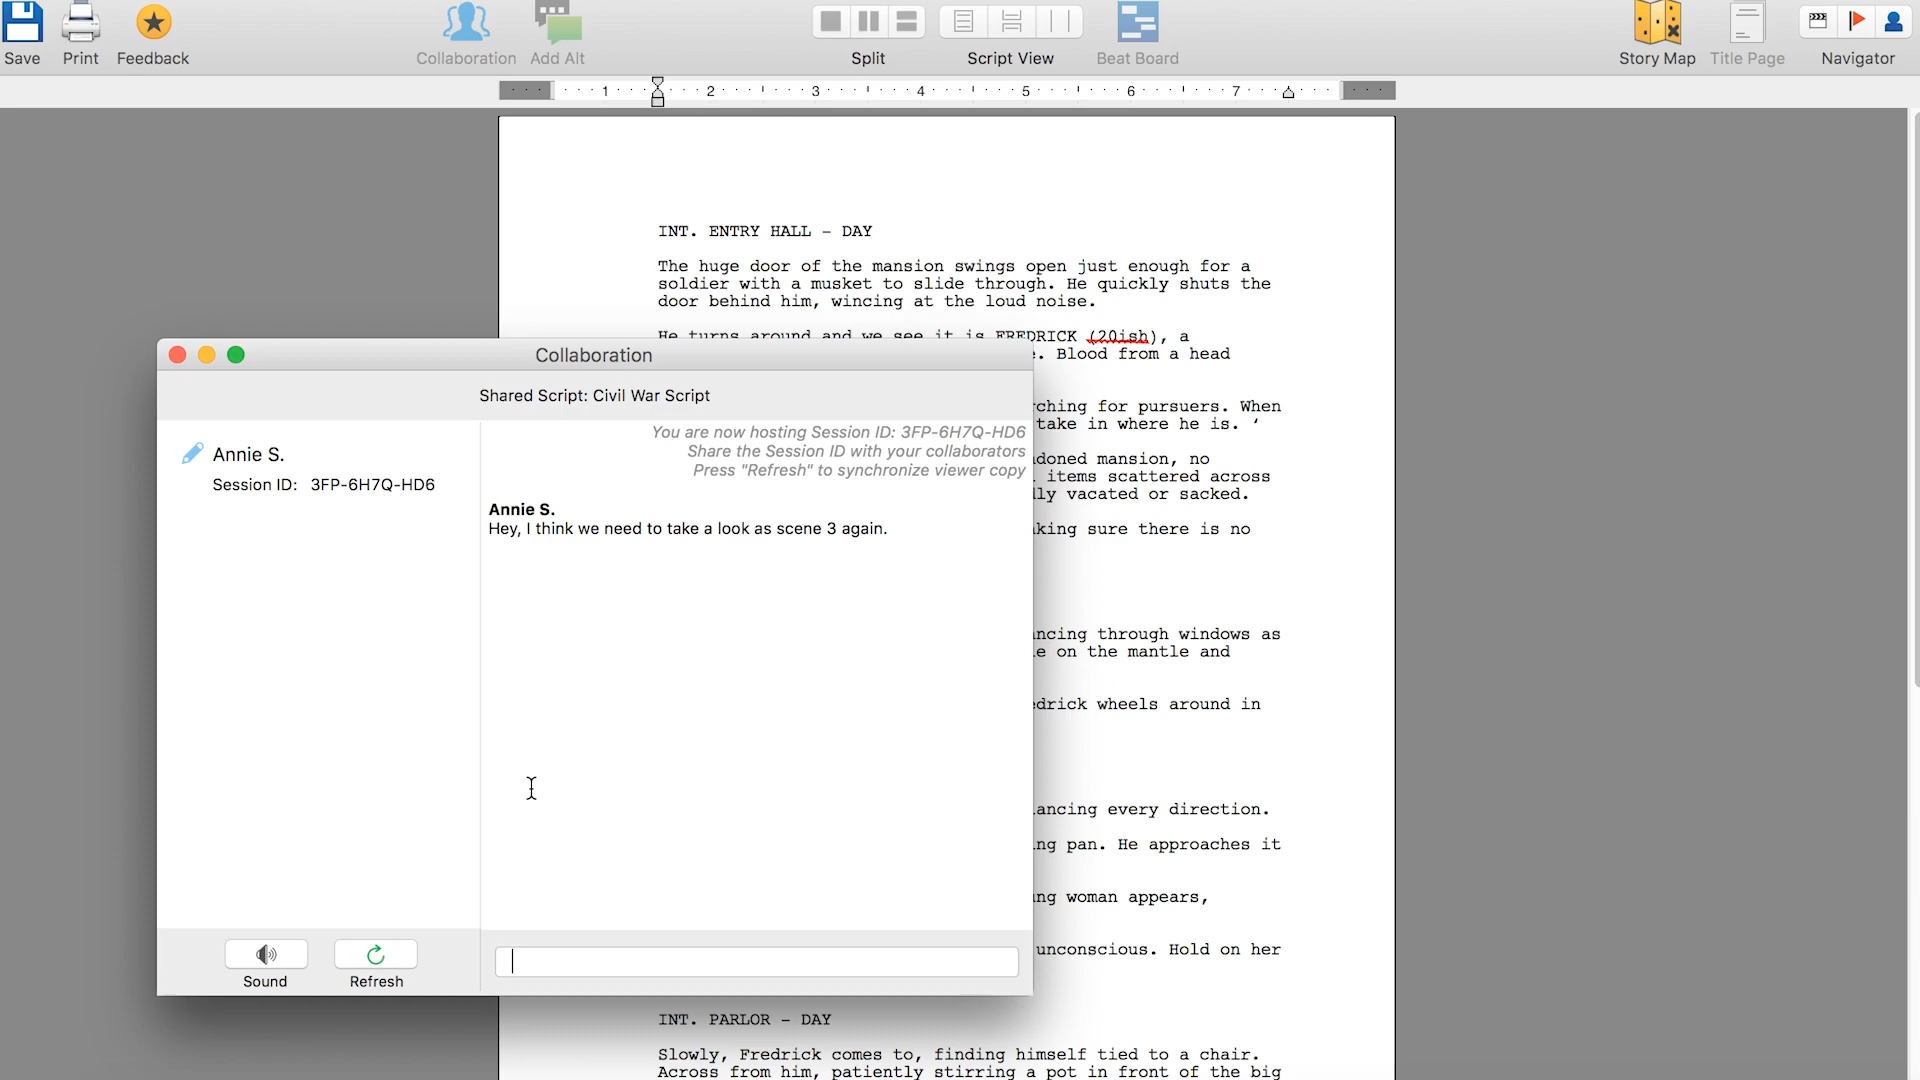 Save Print Feedback Collaboration Add Alt Split Script View Beat Board Story Map Title Page Navigator
1 2 3 4 5 6 7
INT. ENTRY HALL - DAY
The huge door of the mansion swings open just enough for a
soldier with a musket to slide through. He quickly shuts the
door behind him, wincing at the loud noise.
He turns around and we see it is FREDRICK (20ish), a
. Blood from a head
ching for pursuers. When
take in where he is. ‘
doned mansion, no
items scattered across
ly vacated or sacked.
king sure there is no
ncing through windows as
e on the mantle and
drick wheels around in
ancing every direction.
ng pan. He approaches it
ng woman appears,
unconscious. Hold on her
INT. PARLOR - DAY
Slowly, Fredrick comes to, finding himself tied to a chair.
Across from him, patiently stirring a pot in front of the big
Collaboration
Shared Script: Civil War Script
Annie S.
Session ID: 3FP-6H7Q-HD6
You are now hosting Session ID: 3FP-6H7Q-HD6
Share the Session ID with your collaborators
Press "Refresh" to synchronize viewer copy
Annie S.
Hey, I think we need to take a look as scene 3 again.
Sound Refresh